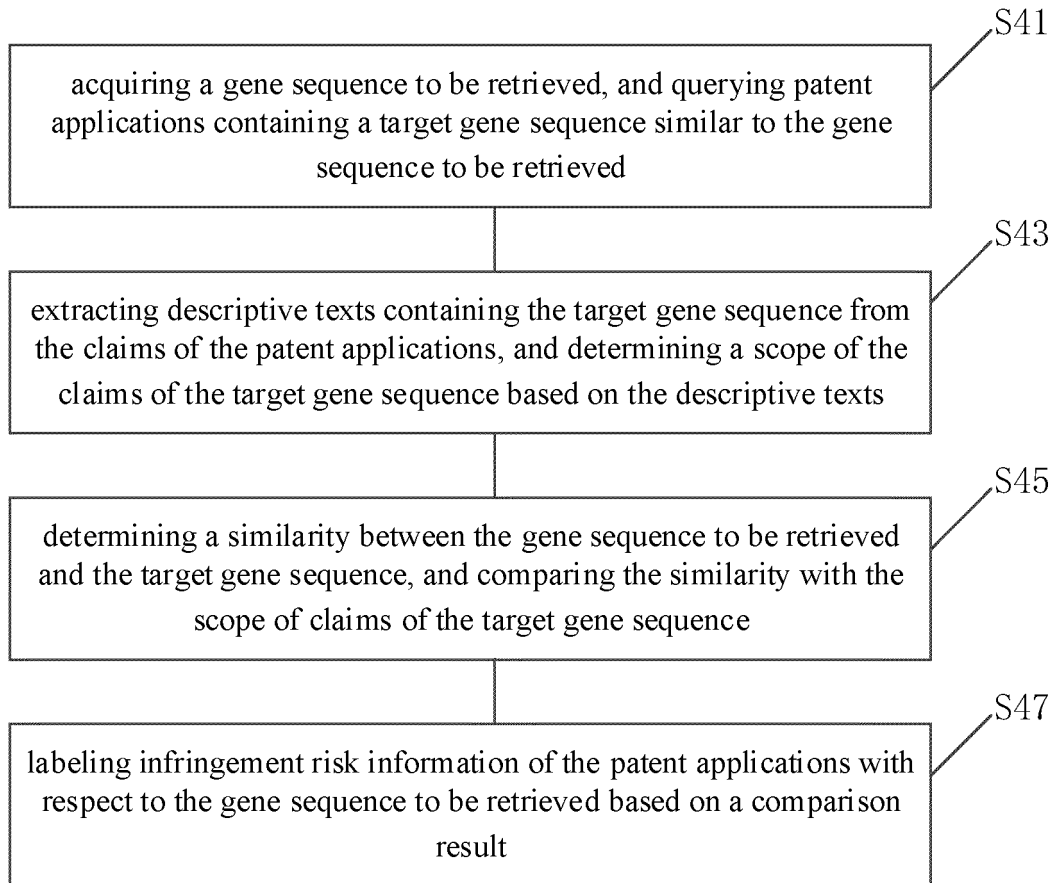 S41
acquiring a gene sequence to be retrieved, and querying patent
applications containing a target gene sequence similar to the gene
sequence to be retrieved
S43
extracting descriptive texts containing the target gene sequence from
the claims of the patent applications, and determining a scope of the
claims of the target gene sequence based on the descriptive texts
S45
determining a similarity between the gene sequence to be retrieved
and the target gene sequence, and comparing the similarity with the
scope of claims of the target gene sequence
S47
labeling infringement risk information of the patent applications with
respect to the gene sequence to be retrieved based on a comparison
result